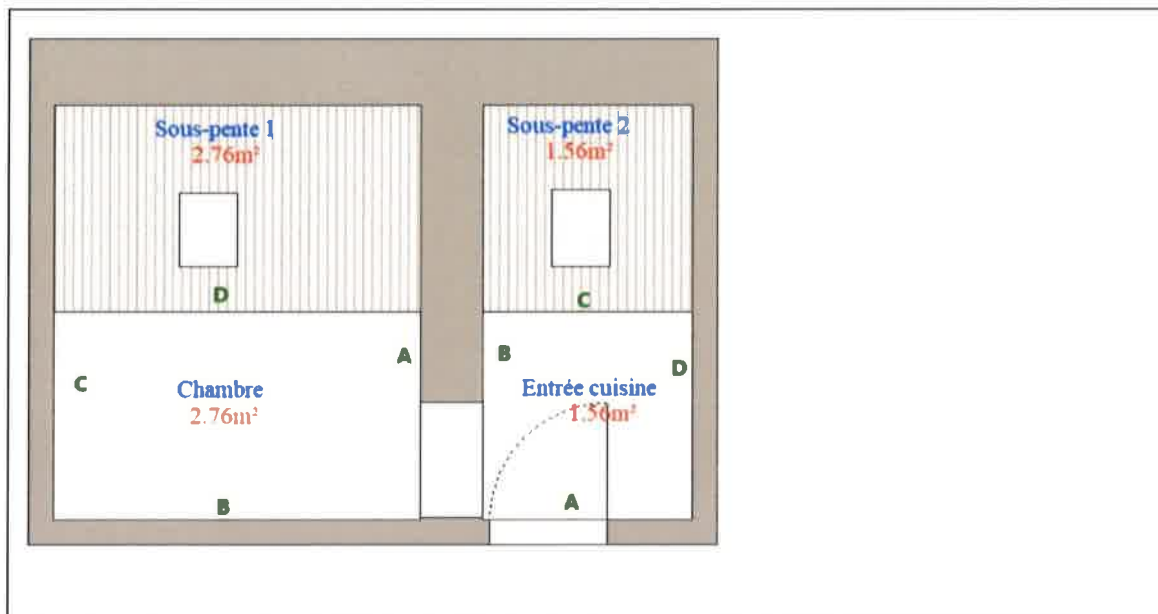 Sous-pente 1
2.76m²
Sous-pente 2
1.56m²
D
C
A
B
C
D
Chambre
2.76m²
Entrée cuisine
1.56m²
B
A